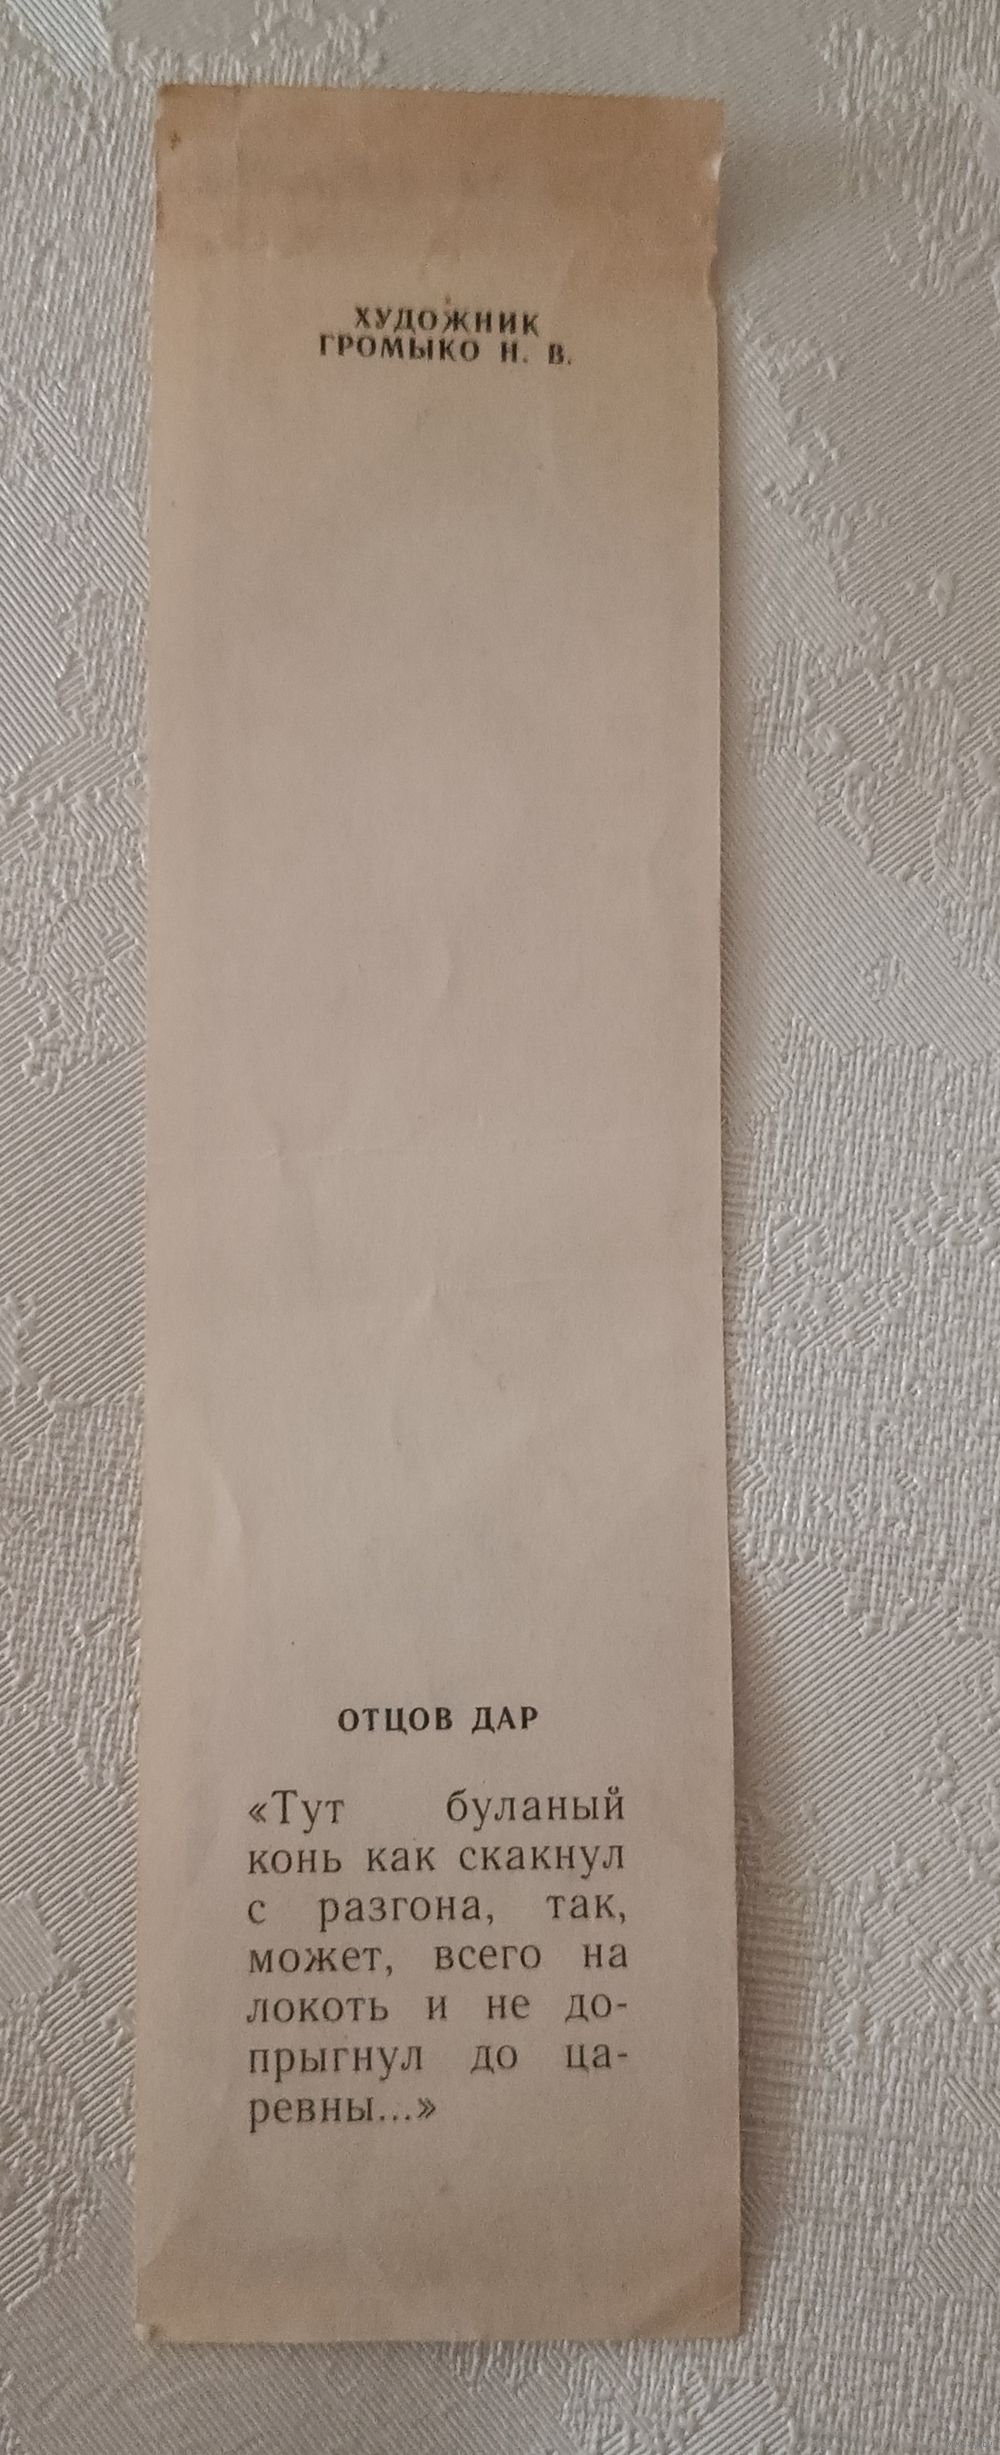 ХУДОЖНИК
ГРОМЫКО Н. В.
ОТЦОВ ДАР
«Тут буланый
конь как скакнул
с разгона, так,
может, всего на
локоть и не до-
прыгнул до ца-
ревны...»